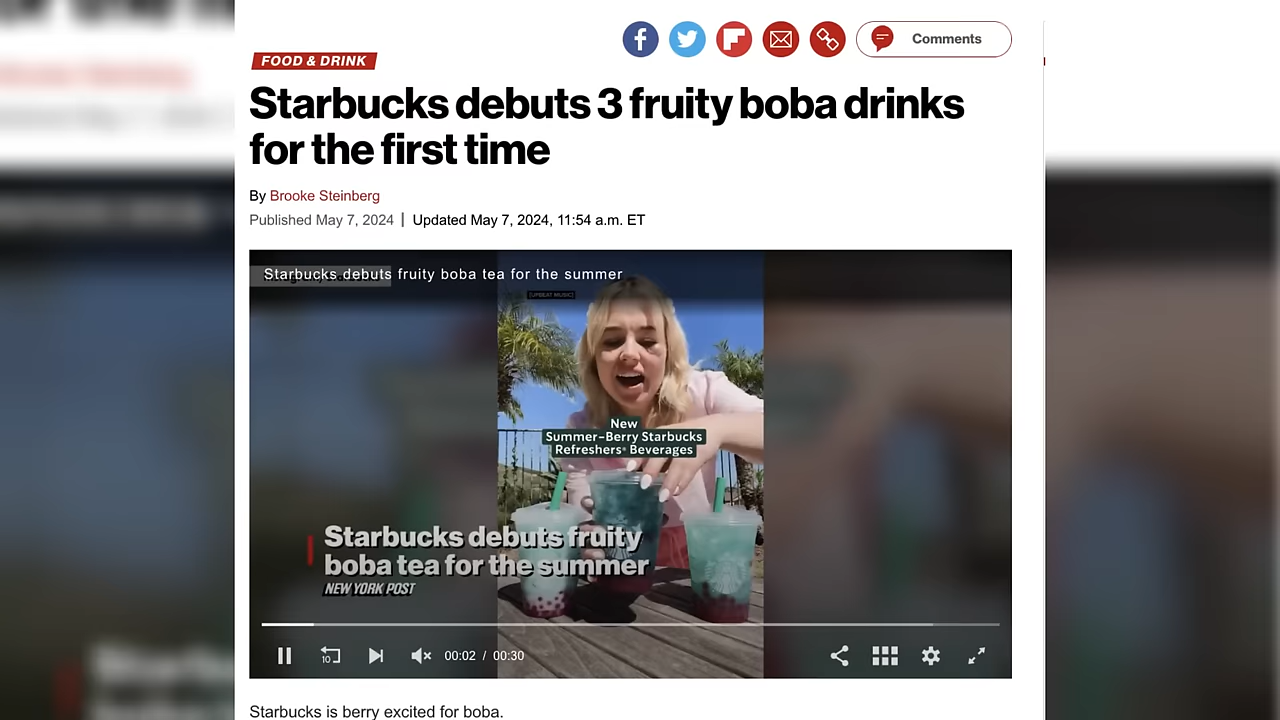 Comments
FOOD & DRINK
Starbucks debuts 3 fruity boba drinks
for the first time
By Brooke Steinberg
Published May 7, 2024 | Updated May 7, 2024, 11:54 a.m. ET
Starbucks debuts fruity boba tea for the summer
[UPBEAT MUSIC]
New
Summer-Berry Starbucks
Refreshers® Beverages
Starbucks debuts fruity
boba tea for the summer
NEW YORK POST
10
00:02 / 00:30
Starbucks is berry excited for boba.